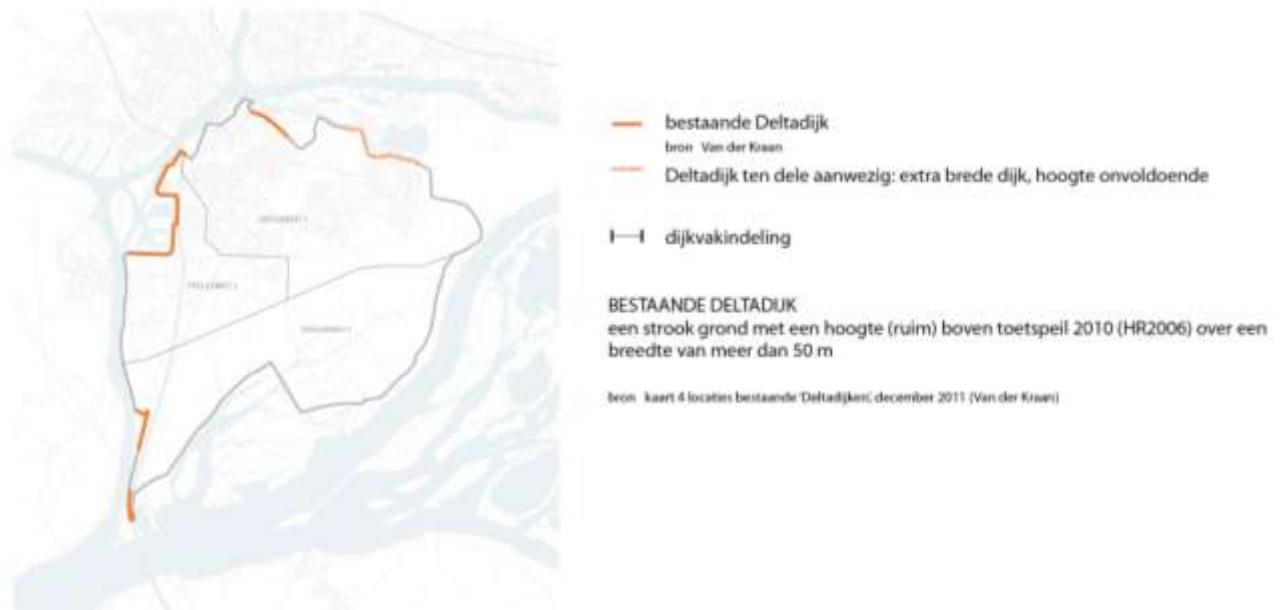 bestaande Deltadijk
bron Van der Kraan
Deltadijk ten dele aanwezig: extra brede dijk, hoogte onvoldoende
dijkvakindeling
BESTAANDE DELTADIJK
een strook grond met een hoogte (ruim) boven toetspeil 2010 (HR2006) over een
breedte van meer dan 50 m
bron kaart 4 locaties bestaande 'Deltadijken', december 2011 (Van der Kraan)